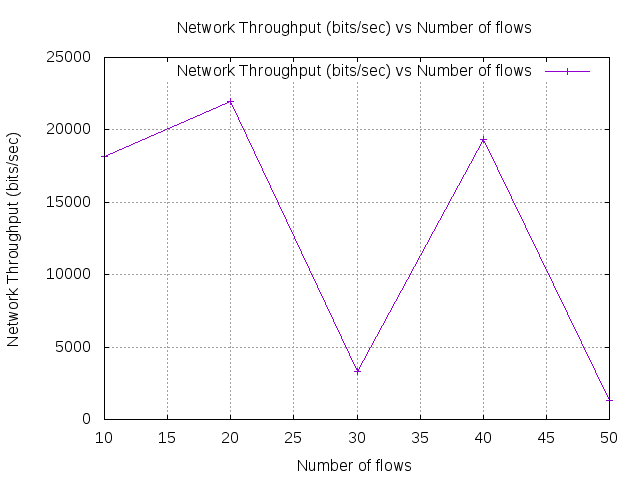 Network Throughput (bits/sec) vs Number of flows
25000
Network Throughput (bits/sec) vs Number of flows
20000
15000
10000
5000
0
Network Throughput (bits/sec)
10 15 20 25 30 35 40 45 50
Number of flows